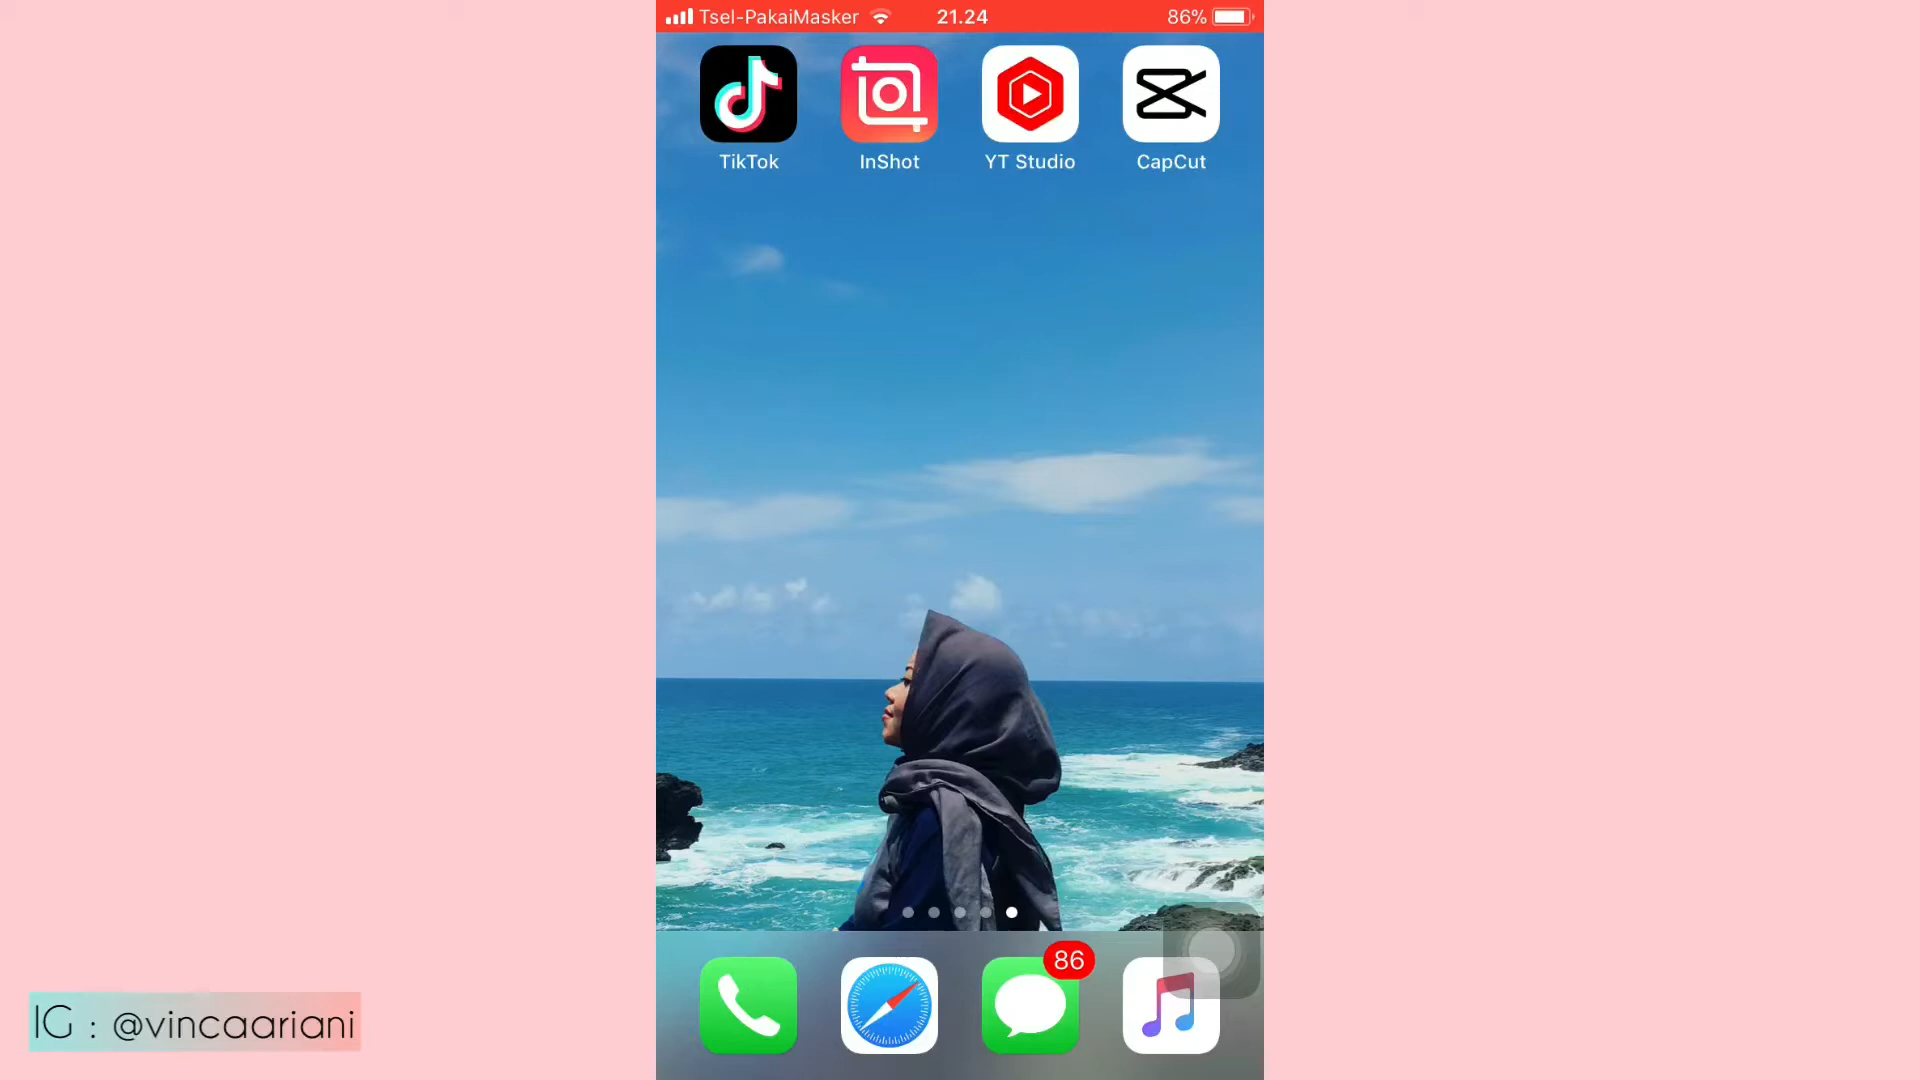 Tsel-PakaiMasker 21.24 86%
TikTok InShot YT Studio CapCut
86
IG : @vincaariani